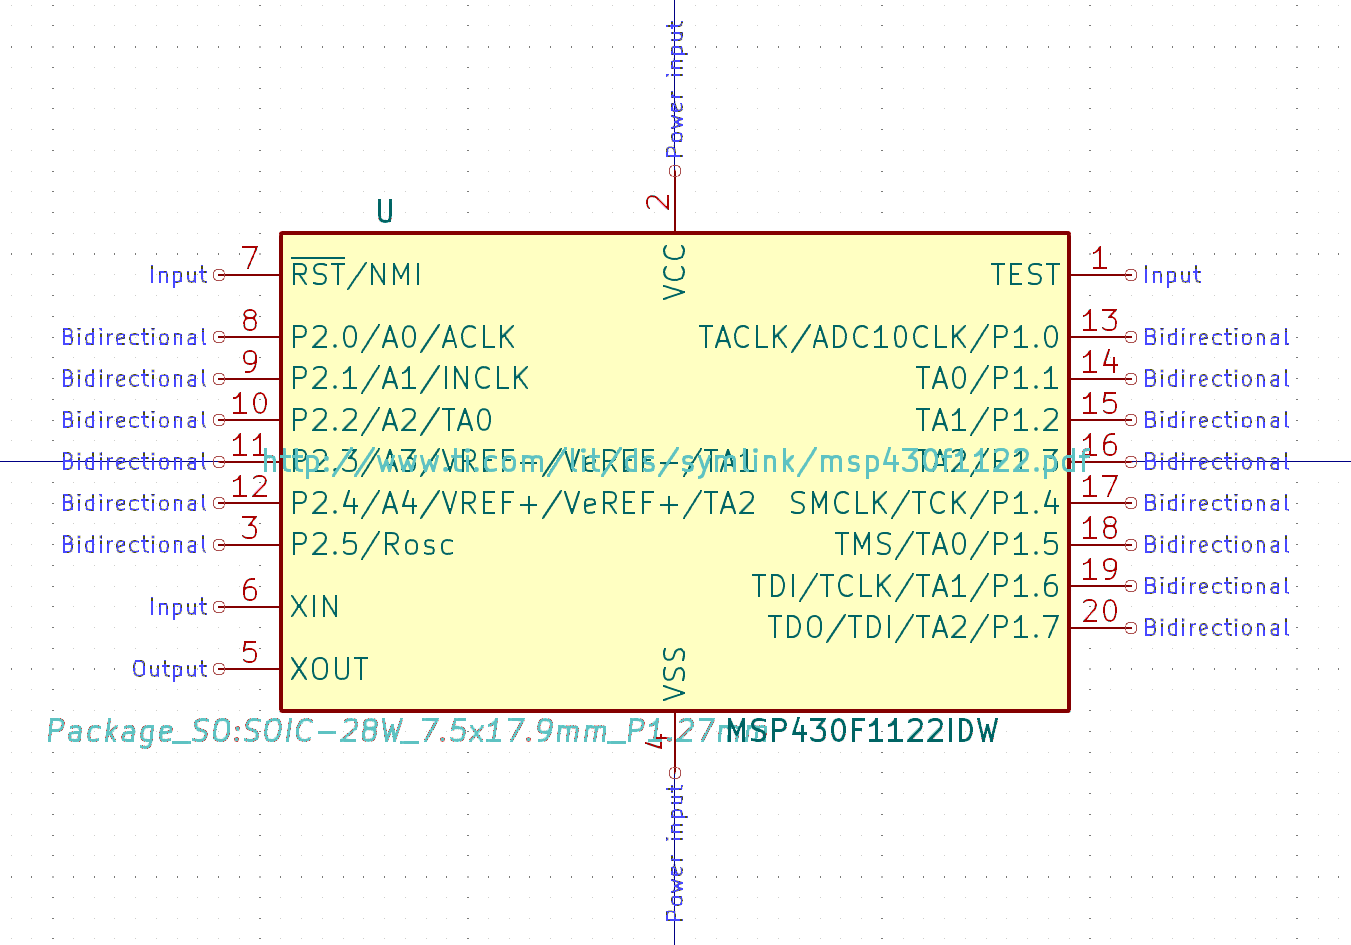 Power input
2
U
VCC
Input 7 RST/NMI
TEST 1 Input
Bidirectional 8 P2.0/A0/ACLK
TACLK/ADC10CLK/P1.0 13 Bidirectional
Bidirectional 9 P2.1/A1/INCLK
TA0/P1.1 14 Bidirectional
Bidirectional 10 P2.2/A2/TA0
TA1/P1.2 15 Bidirectional
Bidirectional 11 P2.3/A3/VREF-/VeREF-/TA1
http://www.ti.com/lit/ds/symlink/msp430f1122.pdf
TA2/P1.3 16 Bidirectional
Bidirectional 12 P2.4/A4/VREF+/VeREF+/TA2
SMCLK/TCK/P1.4 17 Bidirectional
Bidirectional 3 P2.5/Rosc
TMS/TA0/P1.5 18 Bidirectional
TDI/TCLK/TA1/P1.6 19 Bidirectional
Input 6 XIN
TDO/TDI/TA2/P1.7 20 Bidirectional
Output 5 XOUT
VSS
Package_SO:SOIC-28W_7.5x17.9mm_P1.27mm
MSP430F1122IDW
4
Power input